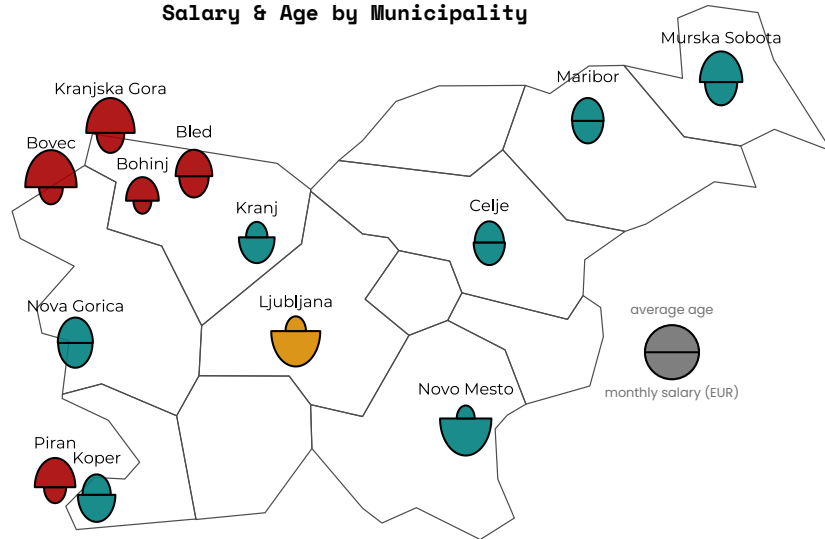 Salary & Age by Municipality
Murska Sobota
Maribor
Kranjska Gora
Bled
Bovec
Bohinj
Kranj
Celje
Nova Gorica
Ljubljana
average age
monthly salary (EUR)
Novo Mesto
Piran
Koper